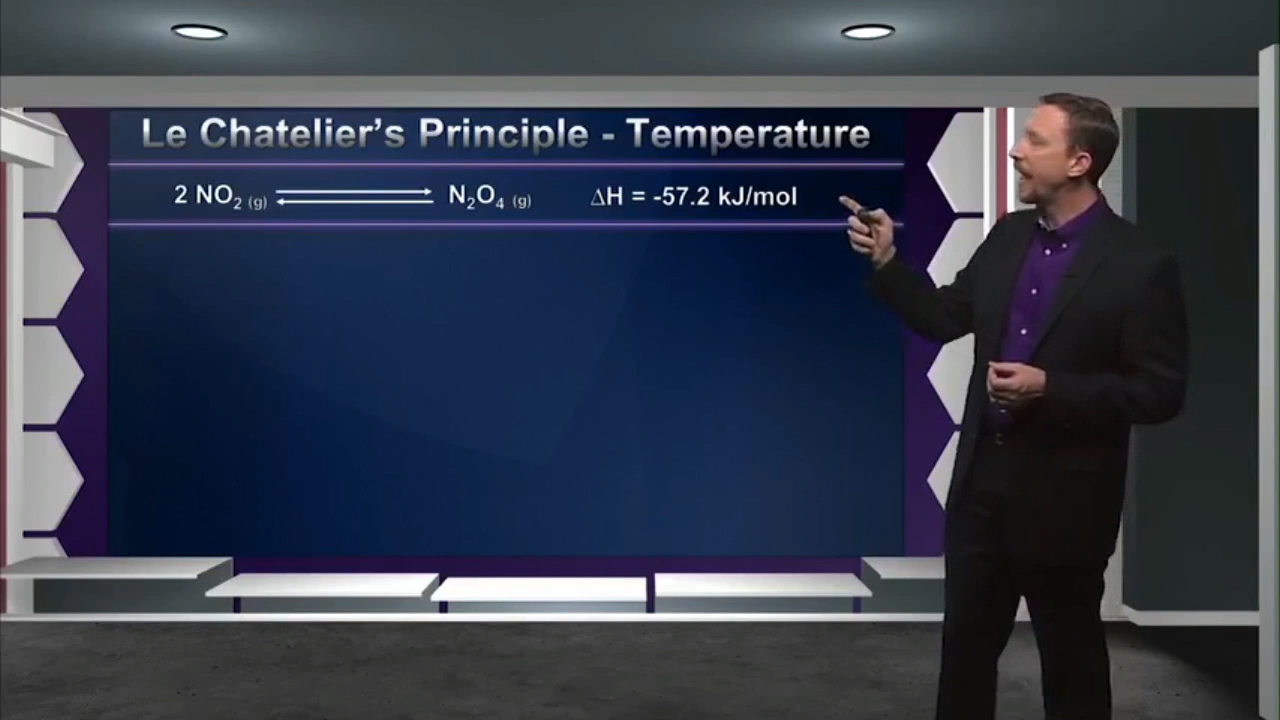 Le Chatelier's Principle - Temperature
2 NO₂ (g) ⇌ N₂O₄ (g) ΔH = -57.2 kJ/mol